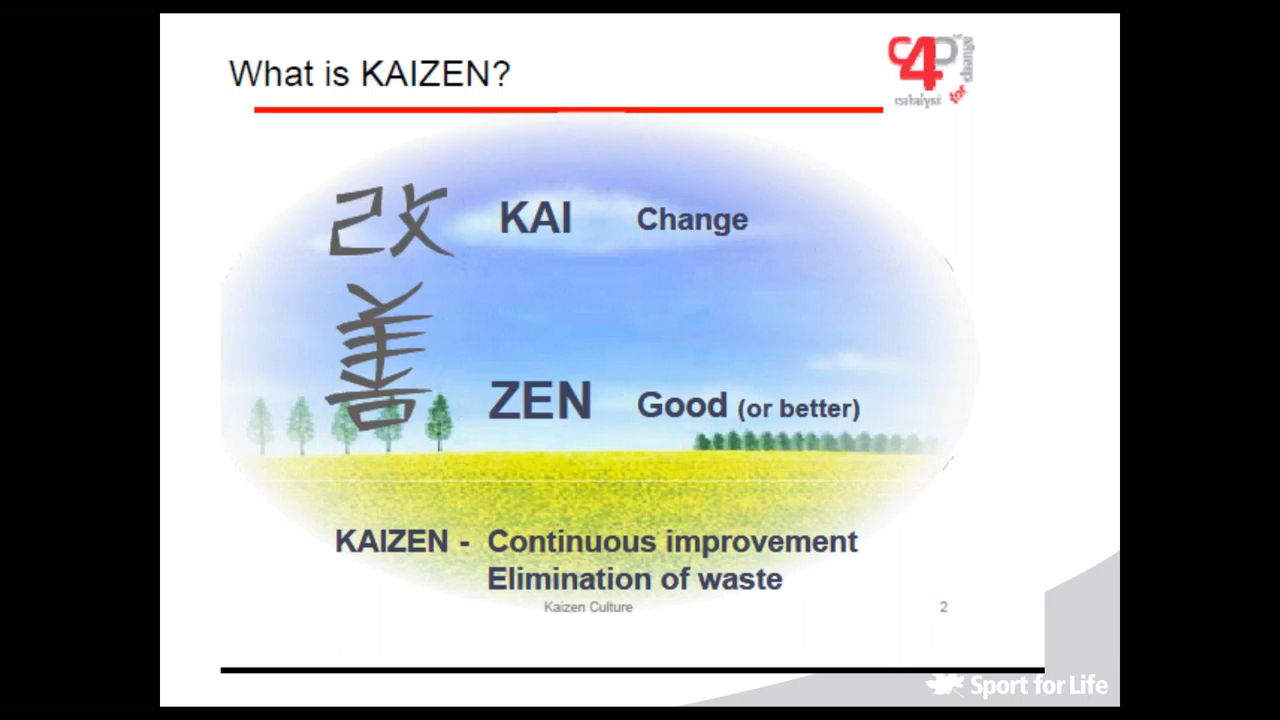 What is KAIZEN?
C4D
catalyst for change
改 KAI Change
善 ZEN Good (or better)
KAIZEN - Continuous improvement
Elimination of waste
Kaizen Culture 2
Sport for Life